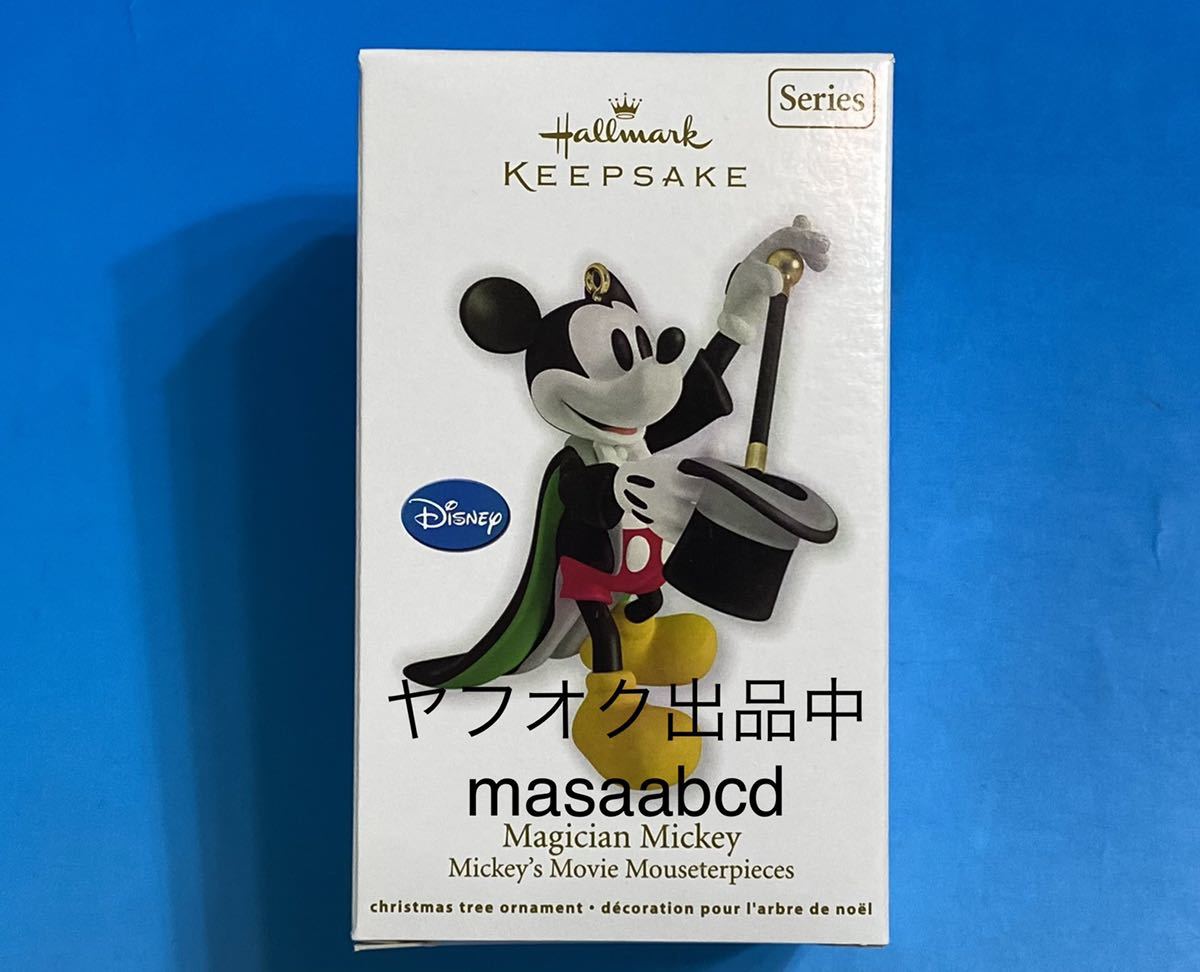 Series
Hallmark
KEEPSAKE
Disney
ヤフオク出品中
masaabcd
Magician Mickey
Mickey's Movie Mouseterpieces
christmas tree ornament • décoration pour l'arbre de noël